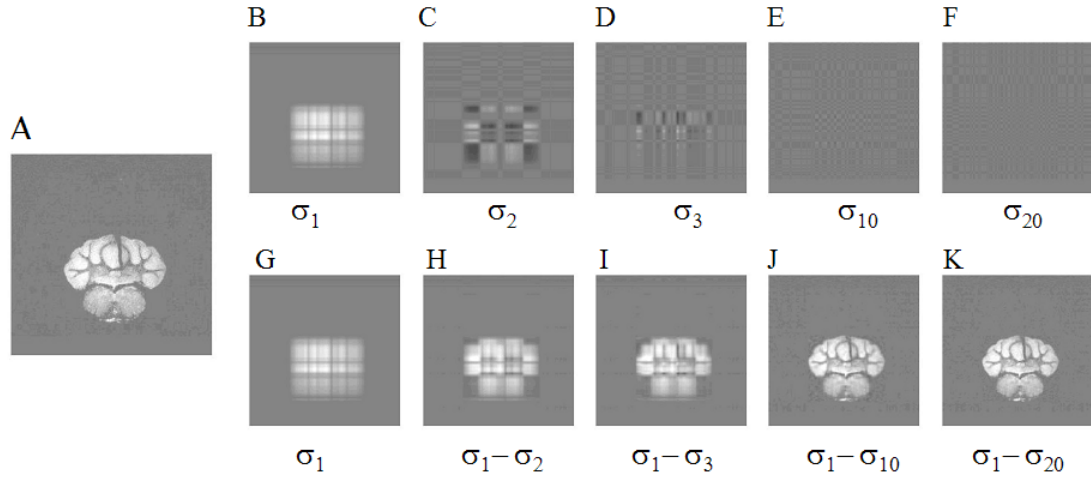 B C D E F
A
σ₁ σ₂ σ₃ σ₁₀ σ₂₀
G H I J K
σ₁ σ₁– σ₂ σ₁– σ₃ σ₁– σ₁₀ σ₁– σ₂₀